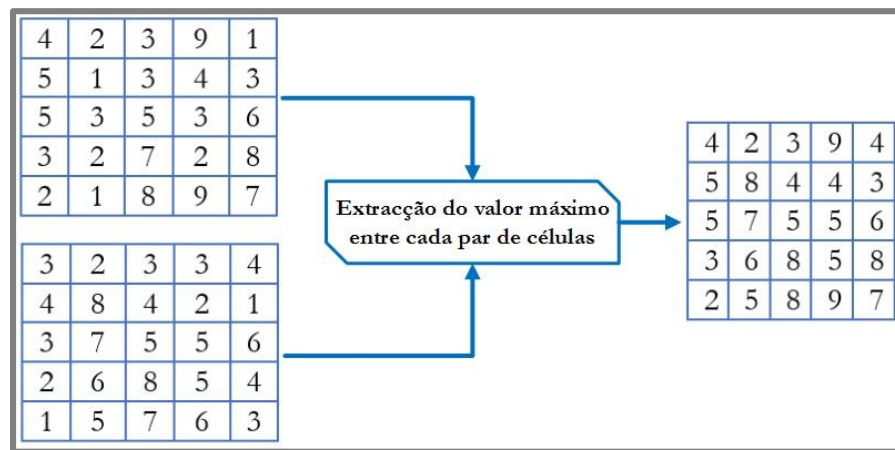 4 2 3 9 1
5 1 3 4 3
5 3 5 3 6
3 2 7 2 8
2 1 8 9 7
3 2 3 3 4
4 8 4 2 1
3 7 5 5 6
2 6 8 5 4
1 5 7 6 3
Extracção do valor máximo
entre cada par de células
4 2 3 9 4
5 8 4 4 3
5 7 5 5 6
3 6 8 5 8
2 5 8 9 7